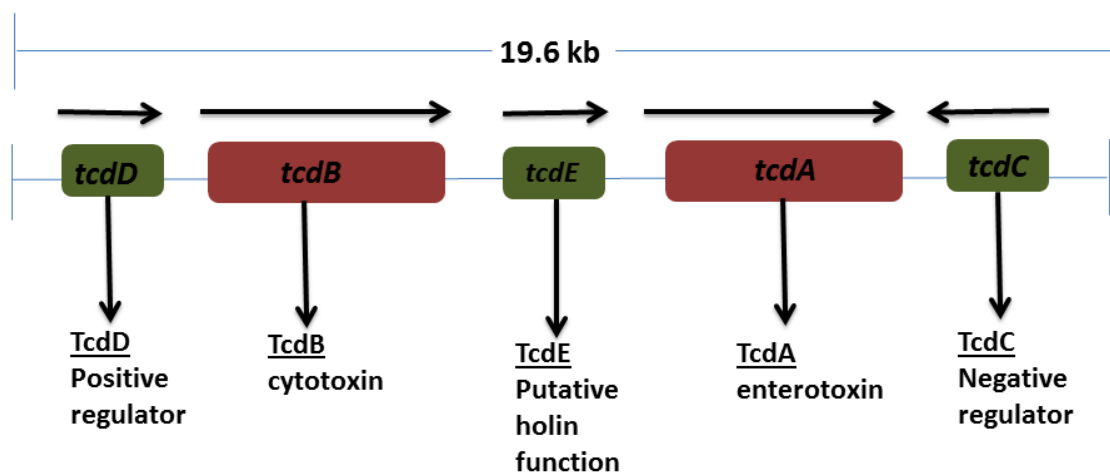 19.6 kb
tcdD
tcdB
tcdE
tcdA
tcdC
TcdD
Positive
regulator
TcdB
cytotoxin
TcdE
Putative
holin
function
TcdA
enterotoxin
TcdC
Negative
regulator